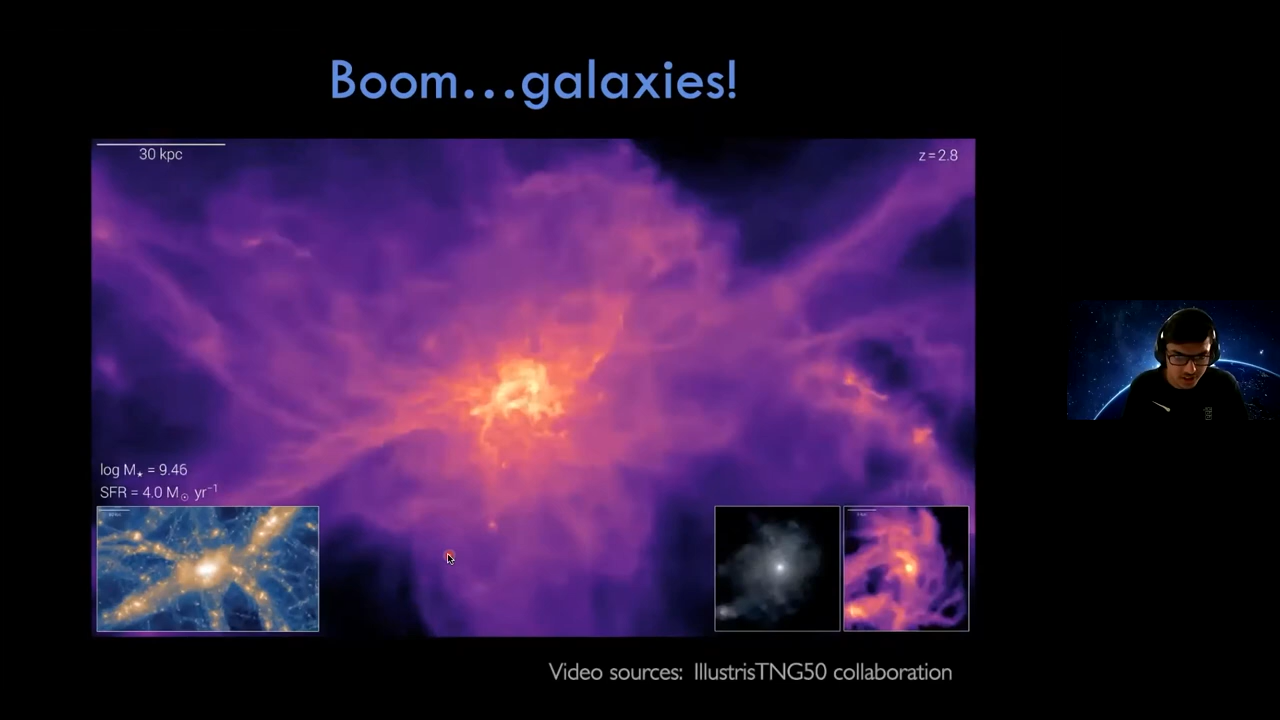 Boom...galaxies!
30 kpc
z = 2.8
log M⋆ = 9.46
SFR = 4.0 M☉ yr⁻¹
Video sources: IllustrisTNG50 collaboration